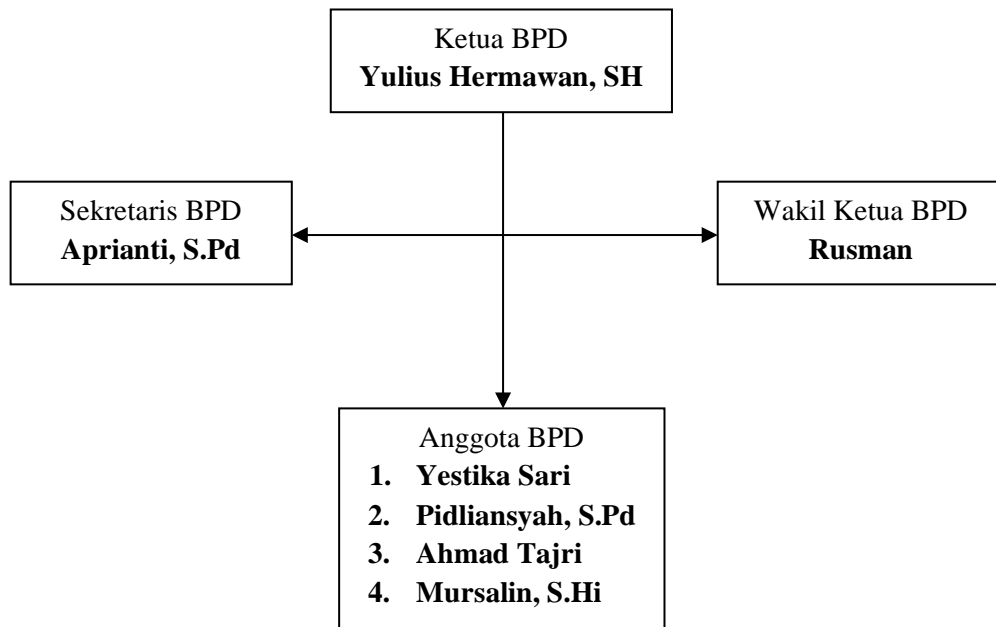 Ketua BPD
Yulius Hermawan, SH
Sekretaris BPD
Aprianti, S.Pd
Wakil Ketua BPD
Rusman
Anggota BPD
1. Yestika Sari
2. Pidliansyah, S.Pd
3. Ahmad Tajri
4. Mursalin, S.Hi